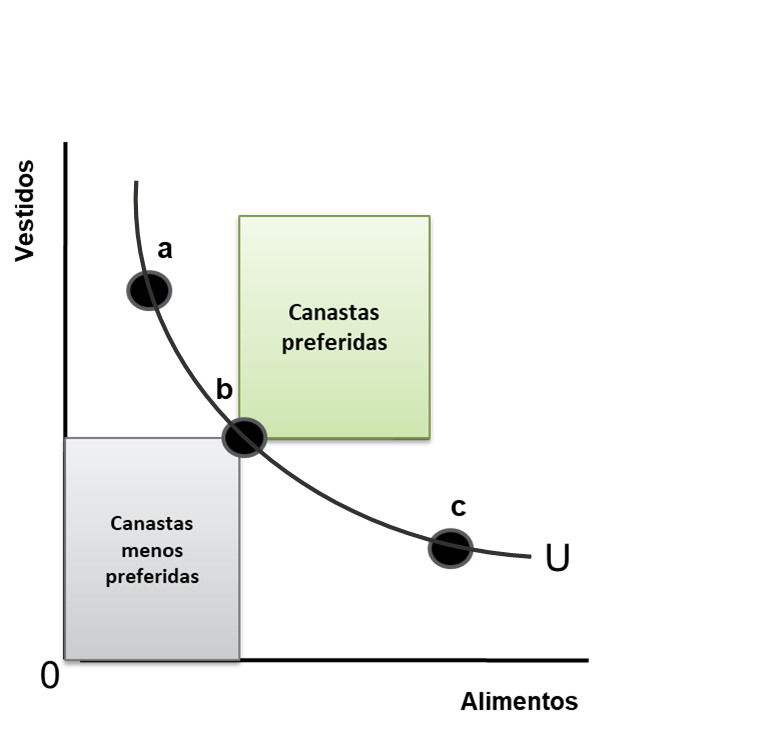 Vestidos
a
Canastas
preferidas
b
Canastas
menos
preferidas
c
U
0
Alimentos